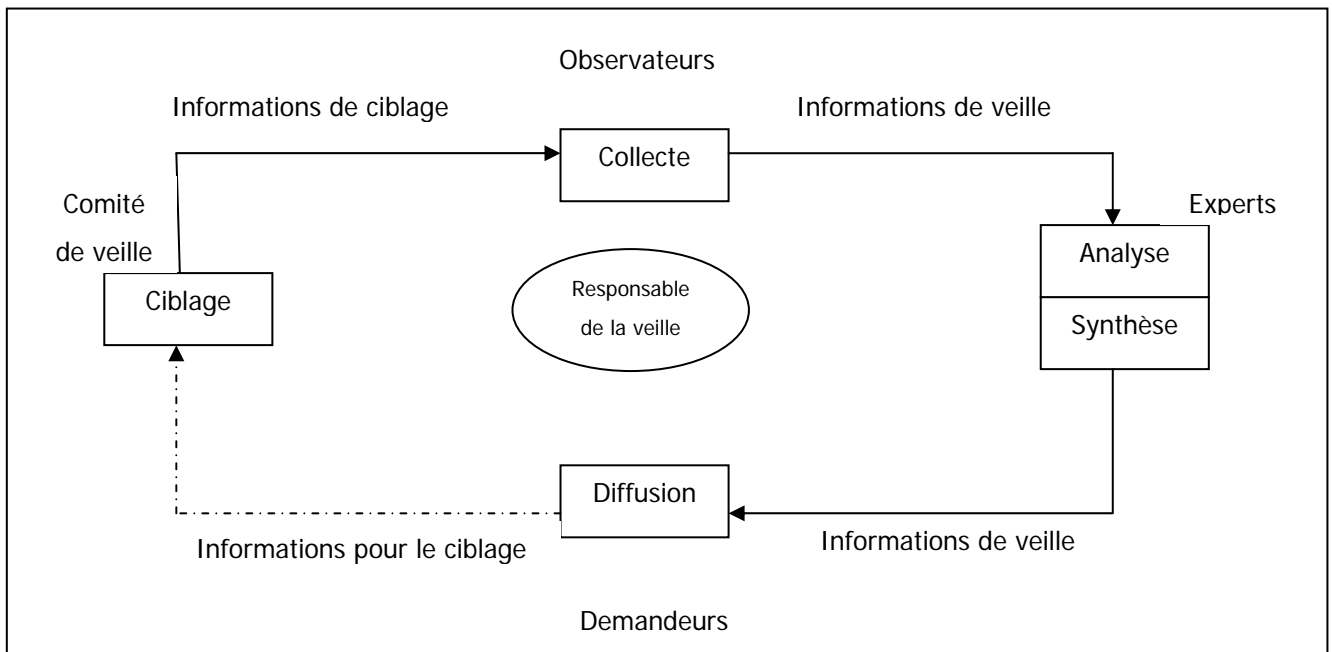 Observateurs
Informations de ciblage
Informations de veille
Collecte
Comité
de veille
Experts
Analyse
Ciblage
Responsable
de la veille
Synthèse
Diffusion
Informations pour le ciblage
Informations de veille
Demandeurs